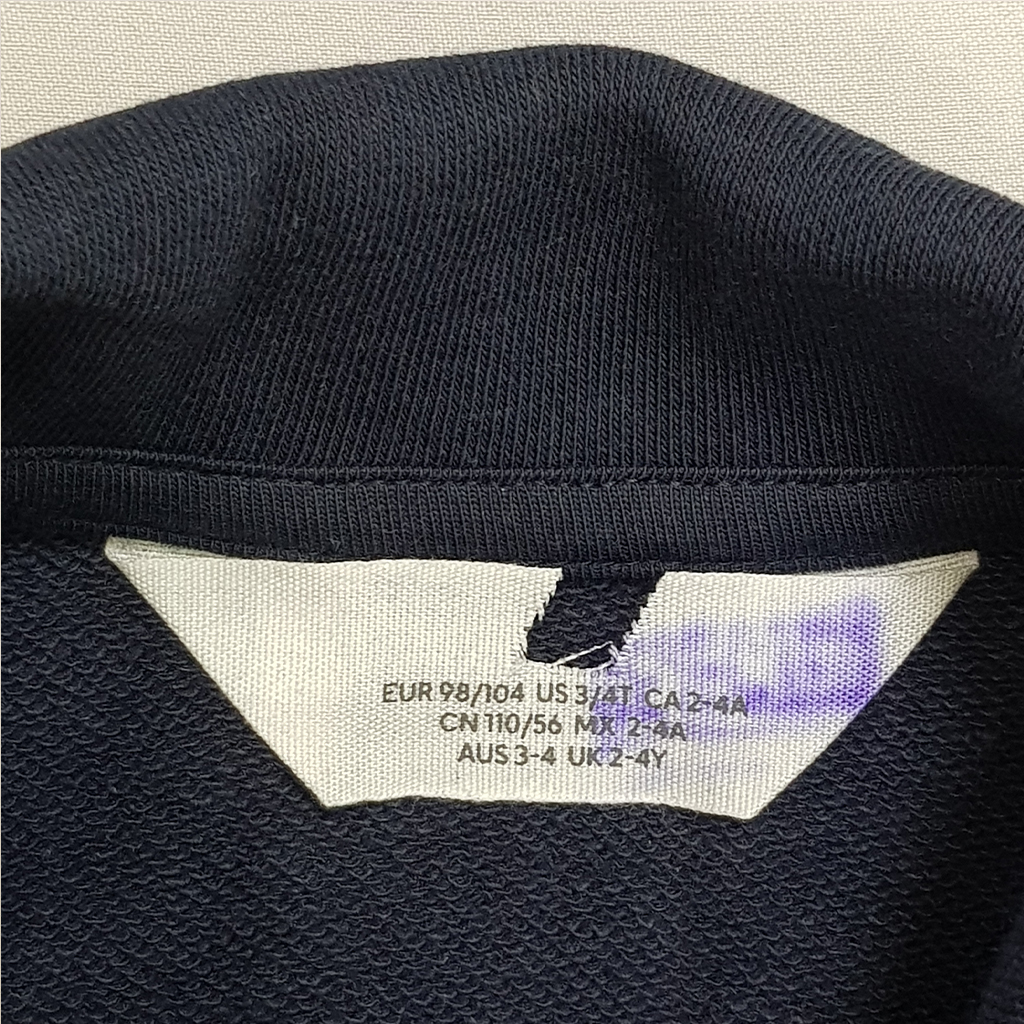 EUR 98/104 US 3/4T CA 2-4A
CN 110/56 MX 2-4A
AUS 3-4 UK 2-4Y